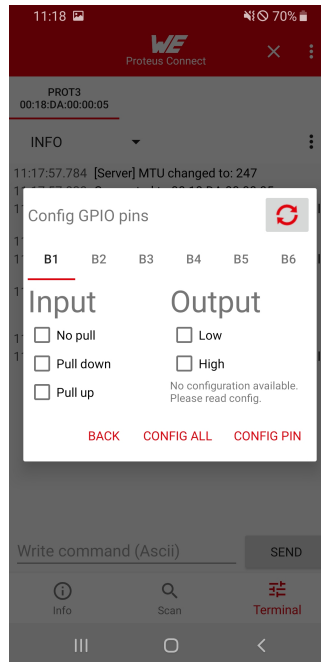 11:18 70%
WE
Proteus Connect
PROT3
00:18:DA:00:00:05
INFO
11:17:57.784 [Server] MTU changed to: 247
Config GPIO pins
B1 B2 B3 B4 B5 B6
Input Output
No pull Low
Pull down High
Pull up No configuration available.
Please read config.
BACK CONFIG ALL CONFIG PIN
Write command (Ascii) SEND
Info Scan Terminal